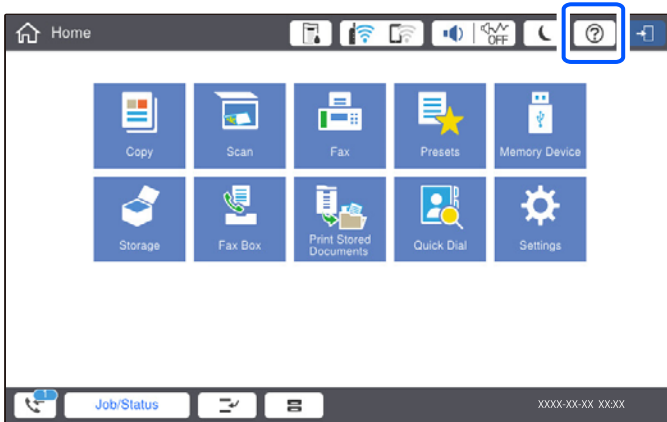 Home
OFF
?
Copy
Scan
Fax
Presets
Memory Device
Storage
Fax Box
Print Stored
Documents
Quick Dial
Settings
1
Job/Status
XXXX-XX-XX XX:XX